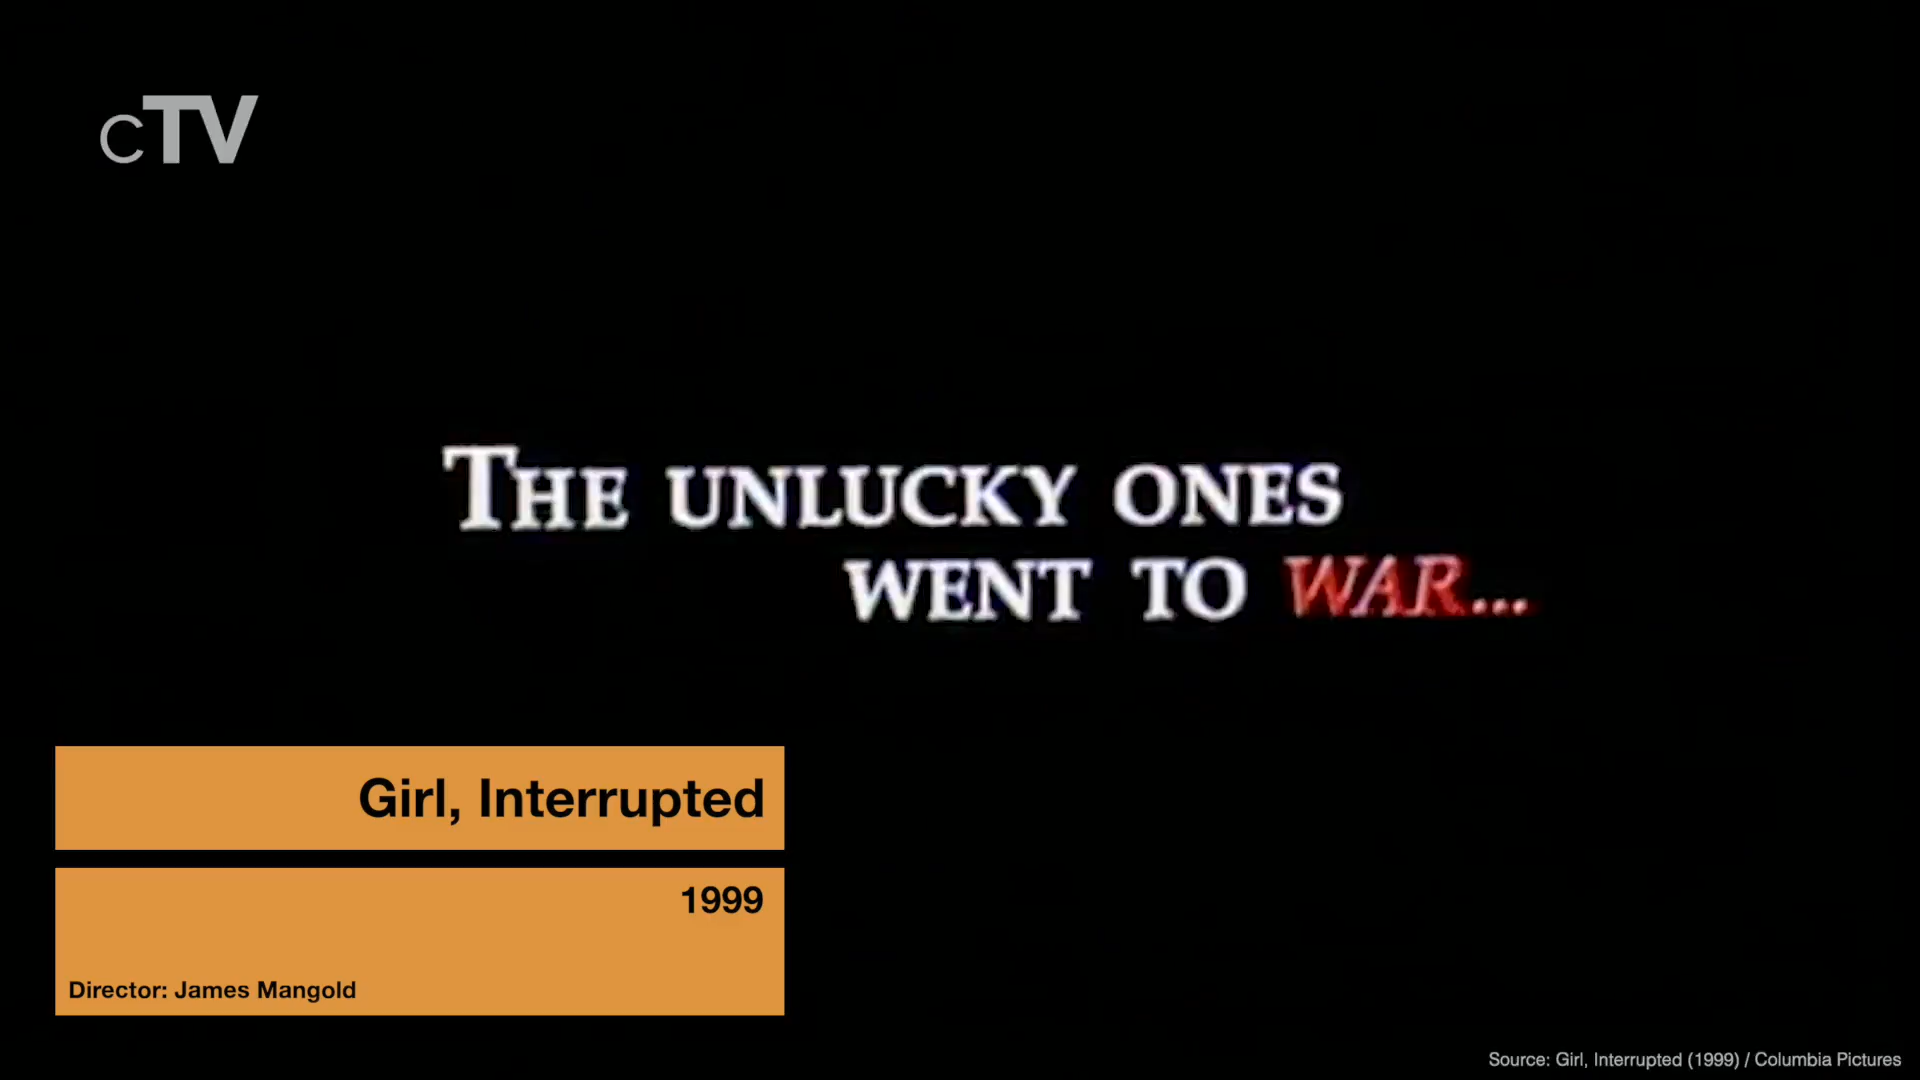 cTV
THE UNLUCKY ONES
WENT TO WAR...
Girl, Interrupted
1999
Director: James Mangold
Source: Girl, Interrupted (1999) / Columbia Pictures